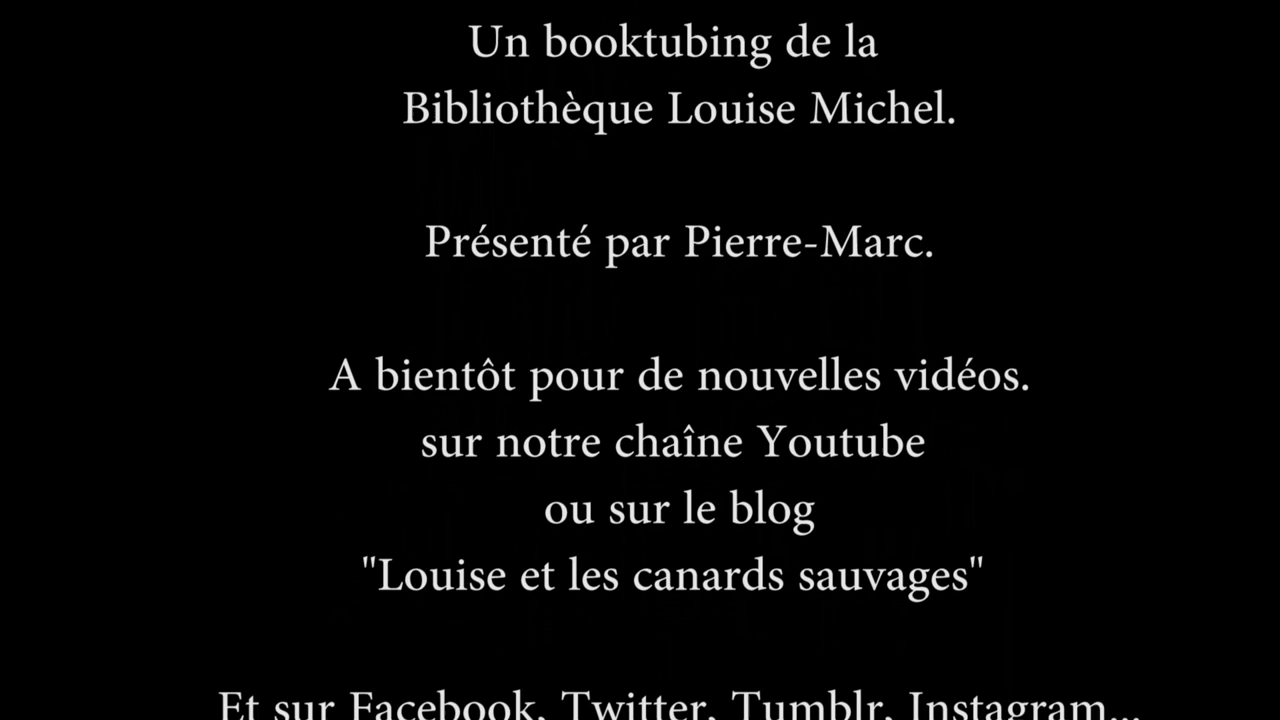 Un booktubing de la
Bibliothèque Louise Michel.
Présenté par Pierre-Marc.
A bientôt pour de nouvelles vidéos.
sur notre chaîne Youtube
ou sur le blog
"Louise et les canards sauvages"
Et sur Facebook, Twitter, Tumblr, Instagram...